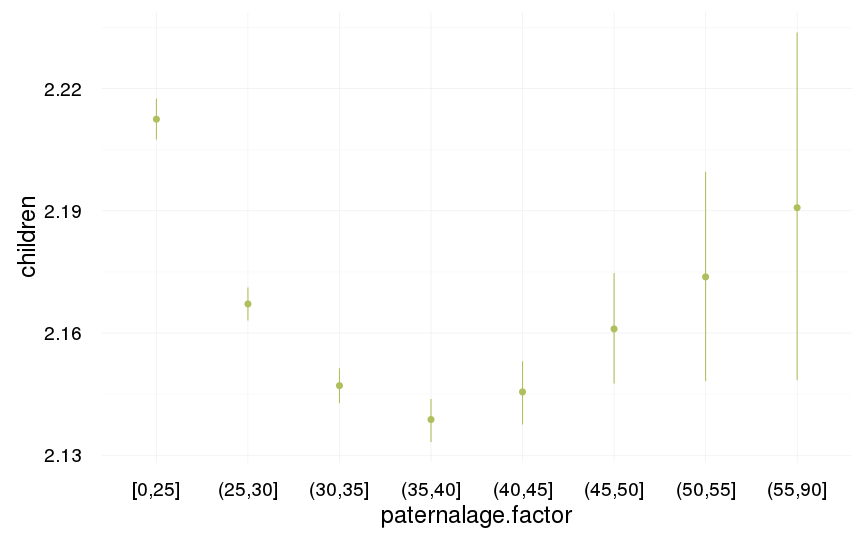 children
2.22
2.19
2.16
2.13
[0,25] (25,30] (30,35] (35,40] (40,45] (45,50] (50,55] (55,90]
paternalage.factor